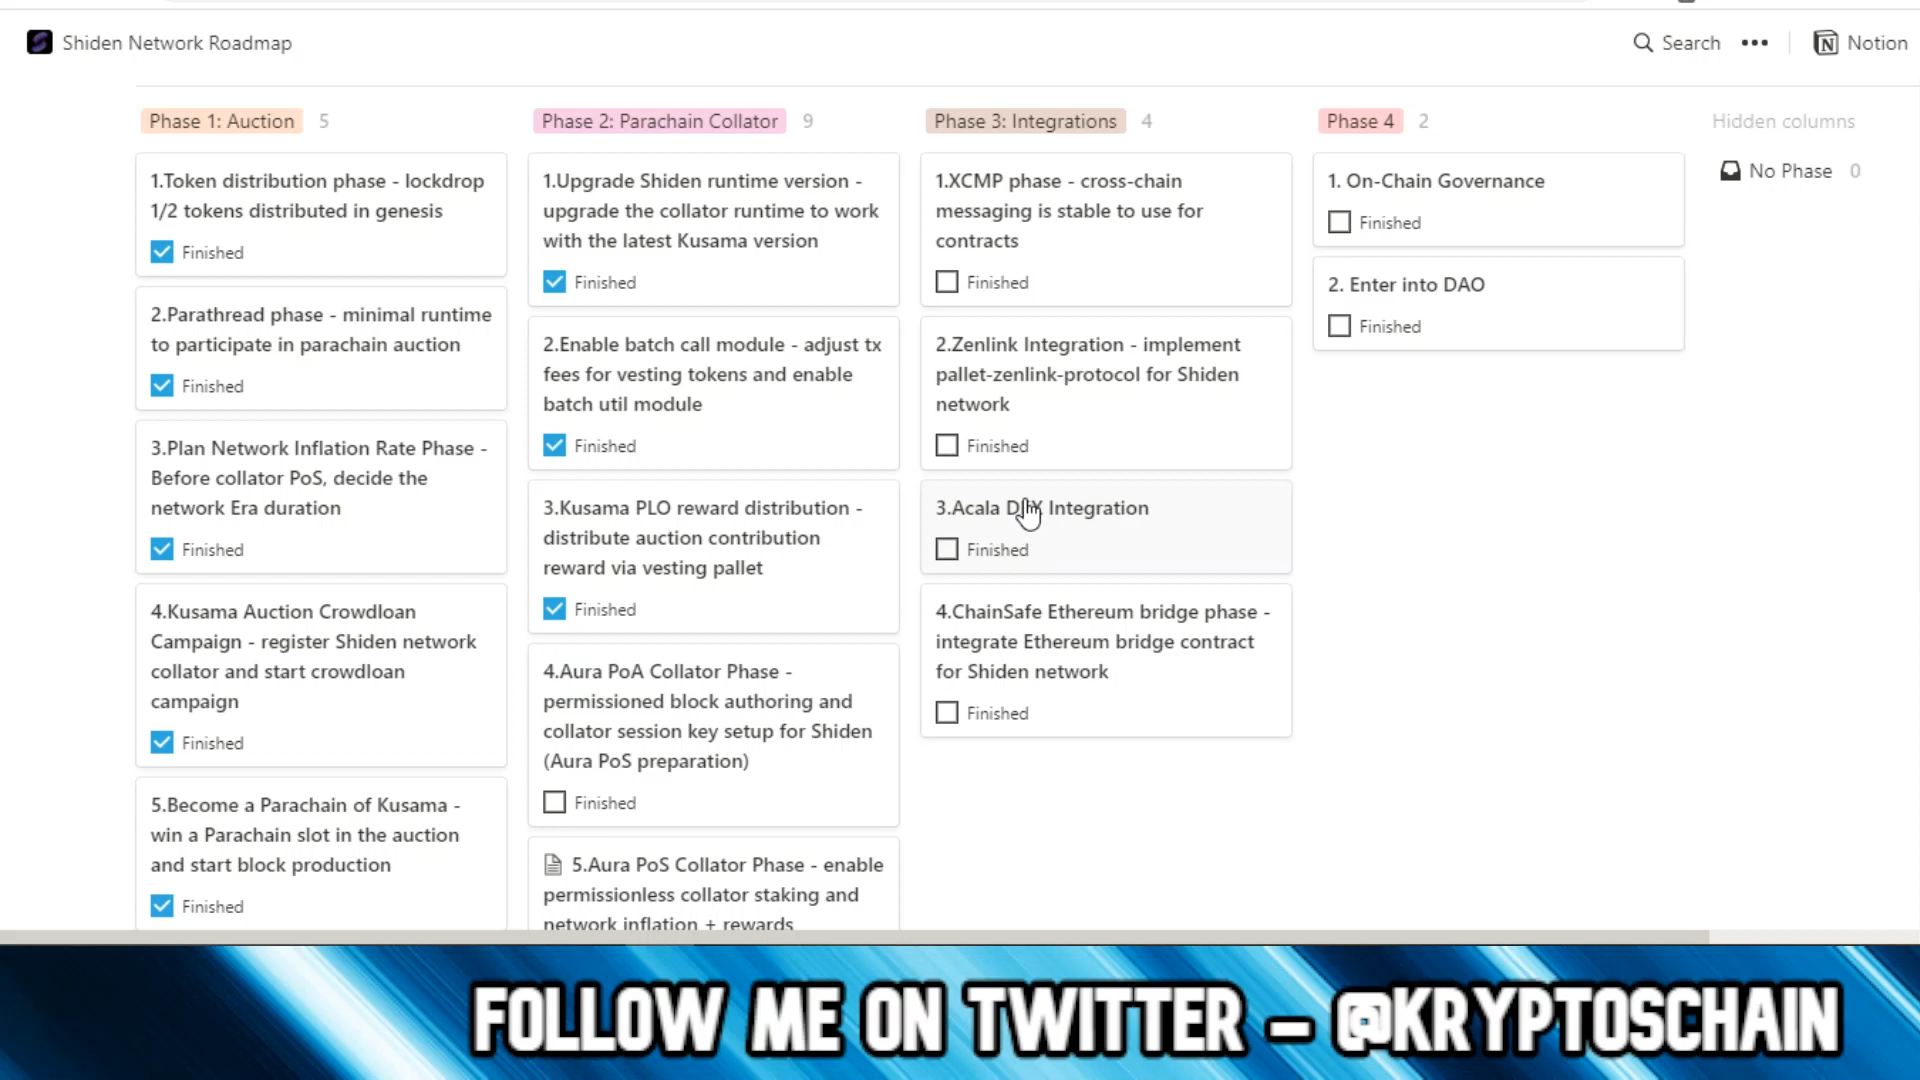 Shiden Network Roadmap
Search
Notion
Phase 1: Auction 5
1.Token distribution phase - lockdrop
1/2 tokens distributed in genesis
Finished
2.Parathread phase - minimal runtime
to participate in parachain auction
Finished
3.Plan Network Inflation Rate Phase -
Before collator PoS, decide the
network Era duration
Finished
4.Kusama Auction Crowdloan
Campaign - register Shiden network
collator and start crowdloan
campaign
Finished
5.Become a Parachain of Kusama -
win a Parachain slot in the auction
and start block production
Finished
Phase 2: Parachain Collator 9
1.Upgrade Shiden runtime version -
upgrade the collator runtime to work
with the latest Kusama version
Finished
2.Enable batch call module - adjust tx
fees for vesting tokens and enable
batch util module
Finished
3.Kusama PLO reward distribution -
distribute auction contribution
reward via vesting pallet
Finished
4.Aura PoA Collator Phase -
permissioned block authoring and
collator session key setup for Shiden
(Aura PoS preparation)
Finished
5.Aura PoS Collator Phase - enable
permissionless collator staking and
network inflation + rewards
Phase 3: Integrations 4
1.XCMP phase - cross-chain
messaging is stable to use for
contracts
Finished
2.Zenlink Integration - implement
pallet-zenlink-protocol for Shiden
network
Finished
3.Acala Integration
Finished
4.ChainSafe Ethereum bridge phase -
integrate Ethereum bridge contract
for Shiden network
Finished
Phase 4 2
1. On-Chain Governance
Finished
2. Enter into DAO
Finished
Hidden columns
No Phase 0
FOLLOW ME ON TWITTER – @KRYPTOSCHAIN